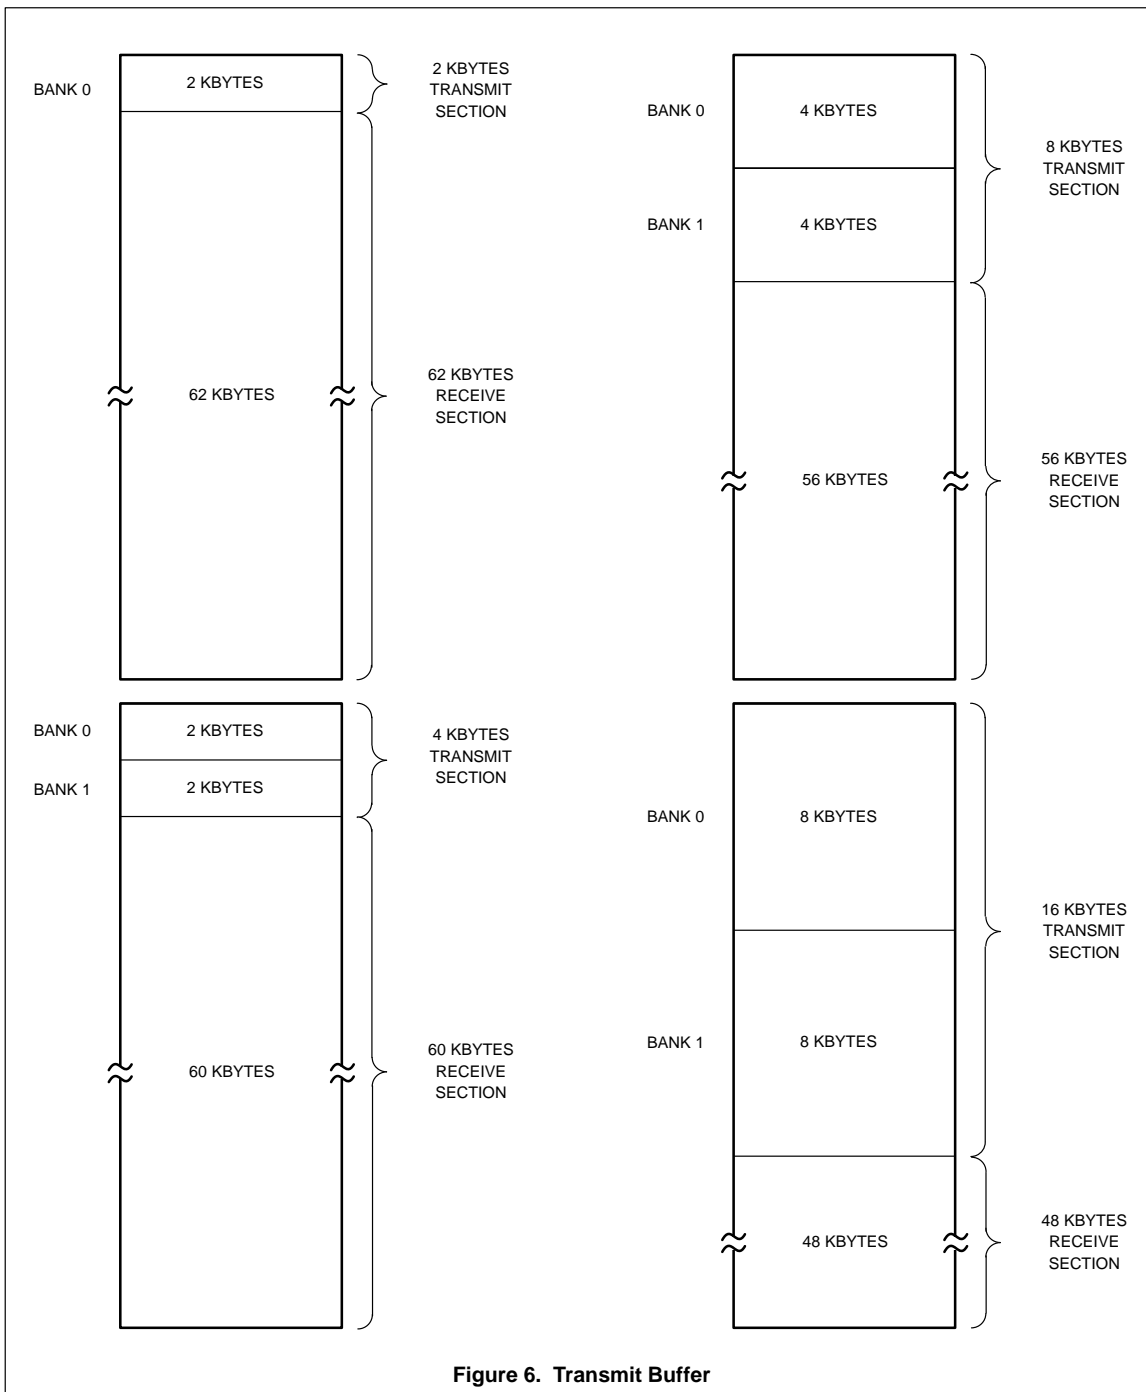 BANK 0
2 KBYTES
2 KBYTES
TRANSMIT
SECTION
62 KBYTES
62 KBYTES
RECEIVE
SECTION
BANK 0
4 KBYTES
BANK 1
4 KBYTES
8 KBYTES
TRANSMIT
SECTION
56 KBYTES
56 KBYTES
RECEIVE
SECTION
BANK 0
2 KBYTES
BANK 1
2 KBYTES
4 KBYTES
TRANSMIT
SECTION
60 KBYTES
60 KBYTES
RECEIVE
SECTION
BANK 0
8 KBYTES
BANK 1
8 KBYTES
16 KBYTES
TRANSMIT
SECTION
48 KBYTES
48 KBYTES
RECEIVE
SECTION
Figure 6. Transmit Buffer